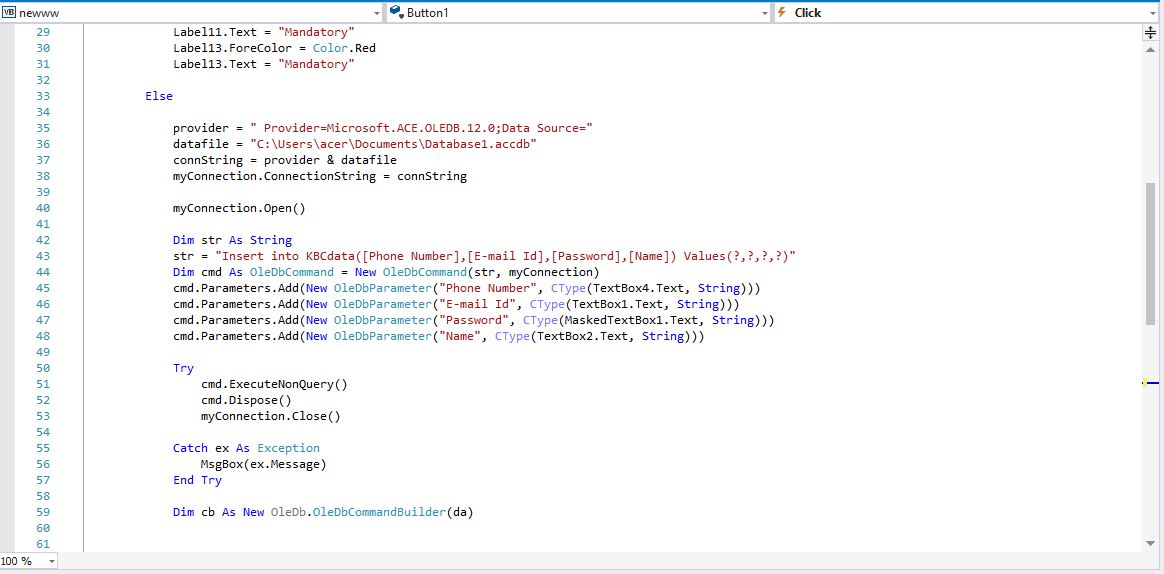 VB newww Button1 Click
29 Label11.Text = "Mandatory"
30 Label13.ForeColor = Color.Red
31 Label13.Text = "Mandatory"
32
33 Else
34
35 provider = " Provider=Microsoft.ACE.OLEDB.12.0;Data Source="
36 datafile = "C:\Users\acer\Documents\Database1.accdb"
37 connString = provider & datafile
38 myConnection.ConnectionString = connString
39
40 myConnection.Open()
41
42 Dim str As String
43 str = "Insert into KBCdata([Phone Number],[E-mail Id],[Password],[Name]) Values(?,?,?,?)"
44 Dim cmd As OleDbCommand = New OleDbCommand(str, myConnection)
45 cmd.Parameters.Add(New OleDbParameter("Phone Number", CType(TextBox4.Text, String)))
46 cmd.Parameters.Add(New OleDbParameter("E-mail Id", CType(TextBox1.Text, String)))
47 cmd.Parameters.Add(New OleDbParameter("Password", CType(MaskedTextBox1.Text, String)))
48 cmd.Parameters.Add(New OleDbParameter("Name", CType(TextBox2.Text, String)))
49
50 Try
51 cmd.ExecuteNonQuery()
52 cmd.Dispose()
53 myConnection.Close()
54
55 Catch ex As Exception
56 MsgBox(ex.Message)
57 End Try
58
59 Dim cb As New OleDb.OleDbCommandBuilder(da)
60
61
100 %